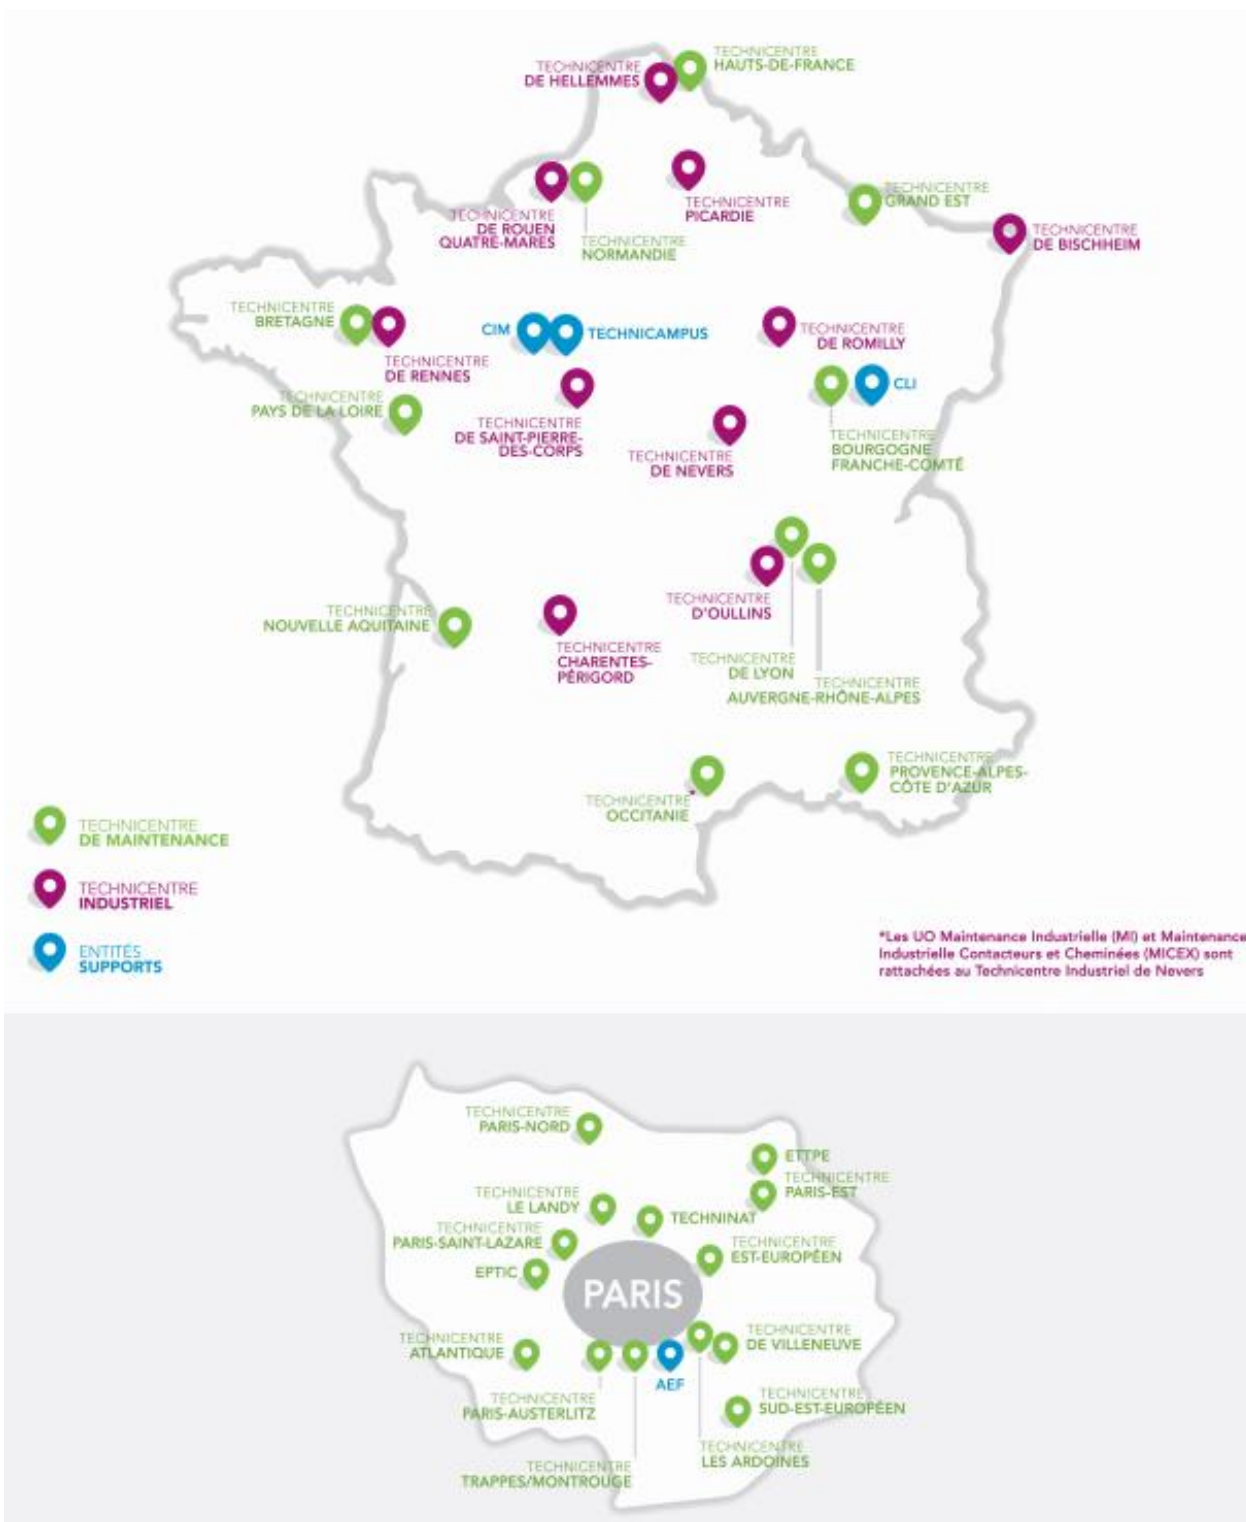 TECHNICENTRE
HAUTS-DE-FRANCE
TECHNICENTRE
DE HELLEMMES
TECHNICENTRE
PICARDIE
TECHNICENTRE
GRAND EST
TECHNICENTRE
DE ROUEN
QUATRE-MARES
TECHNICENTRE
NORMANDIE
TECHNICENTRE
DE BISCHHEIM
TECHNICENTRE
BRETAGNE
CIM
TECHNICAMPUS
TECHNICENTRE
DE ROMILLY
TECHNICENTRE
DE RENNES
CLI
TECHNICENTRE
PAYS DE LA LOIRE
TECHNICENTRE
DE SAINT-PIERRE-
DES-CORPS
TECHNICENTRE
DE NEVERS
TECHNICENTRE
BOURGOGNE
FRANCHE-COMTÉ
TECHNICENTRE
D'OULLINS
TECHNICENTRE
NOUVELLE AQUITAINE
TECHNICENTRE
CHARENTES-
PÉRIGORD
TECHNICENTRE
DE LYON
TECHNICENTRE
AUVERGNE-RHÔNE-ALPES
TECHNICENTRE
PROVENCE-ALPES-
CÔTE D'AZUR
TECHNICENTRE*
OCCITANIE
TECHNICENTRE
DE MAINTENANCE
TECHNICENTRE
INDUSTRIEL
ENTITÉS
SUPPORTS
*Les UO Maintenance Industrielle (MI) et Maintenance
Industrielle Contacteurs et Cheminées (MICEX) sont
rattachées au Technicentre Industriel de Nevers
TECHNICENTRE
PARIS-NORD
ETTPE
TECHNICENTRE
PARIS-EST
TECHNICENTRE
LE LANDY
TECHNINAT
TECHNICENTRE
PARIS-SAINT-LAZARE
TECHNICENTRE
EST-EUROPÉEN
EPTIC
PARIS
TECHNICENTRE
ATLANTIQUE
TECHNICENTRE
DE VILLENEUVE
AEF
TECHNICENTRE
PARIS-AUSTERLITZ
TECHNICENTRE
SUD-EST-EUROPÉEN
TECHNICENTRE
LES ARDOINES
TECHNICENTRE
TRAPPES/MONTROUGE